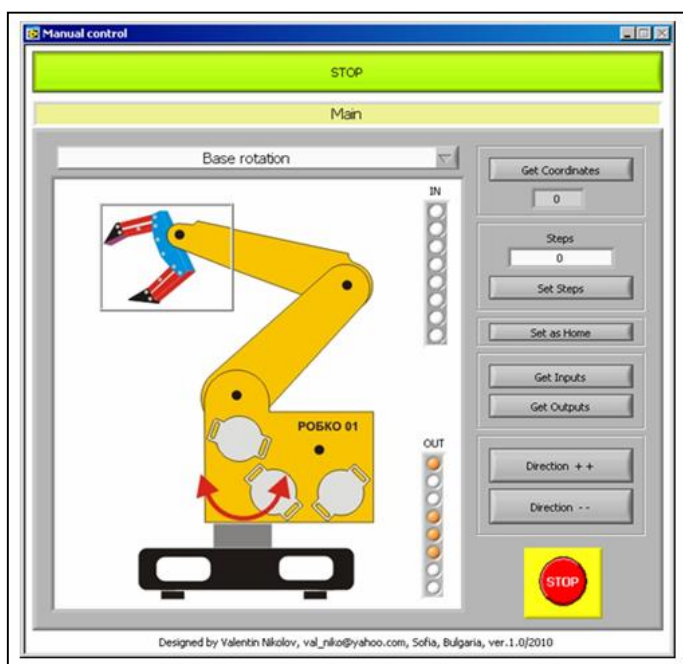 Manual control
STOP
Main
Base rotation
IN
Get Coordinates
0
Steps
0
Set Steps
Set as Home
Get Inputs
Get Outputs
РОБКО 01
OUT
Direction + +
Direction - -
STOP
Designed by Valentin Nikolov, val_niko@yahoo.com, Sofia, Bulgaria, ver.1.0/2010